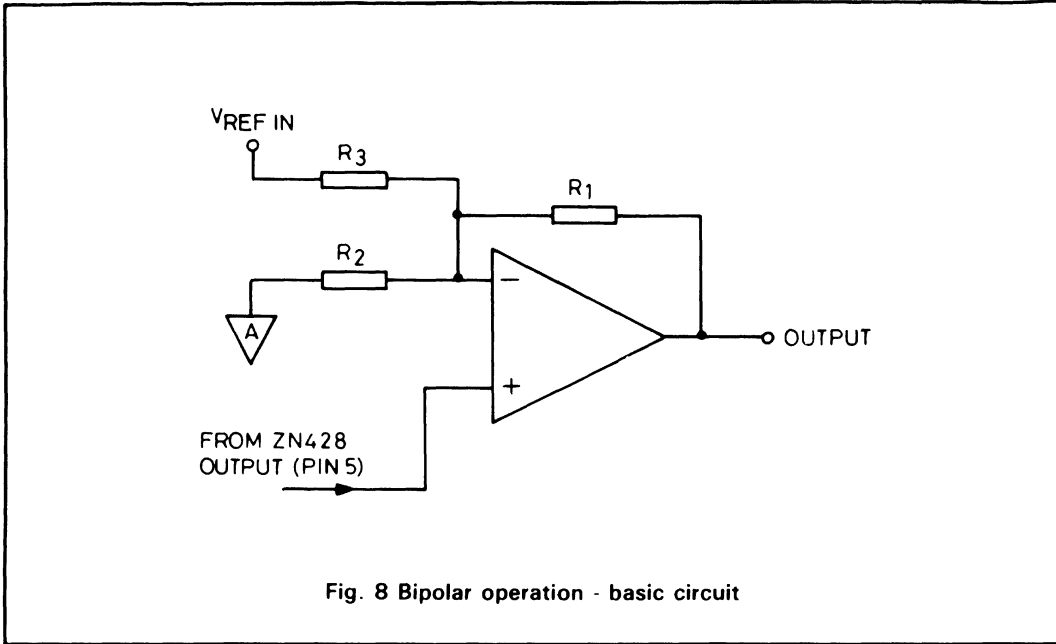 VREF IN
R3
R1
R2
A
−
+
OUTPUT
FROM ZN428
OUTPUT (PIN 5)
Fig. 8 Bipolar operation - basic circuit